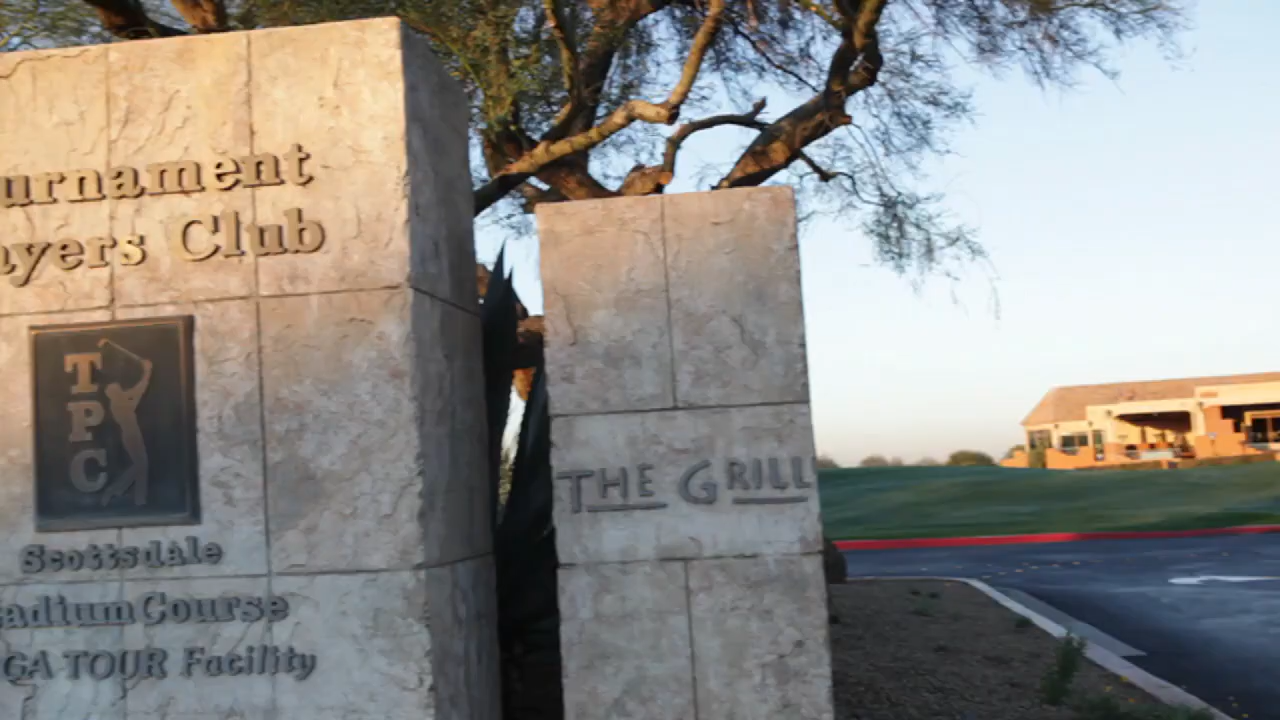 urnament
ayers Club
TPC
Scottsdale
adium Course
GA TOUR Facility
THE GRILL